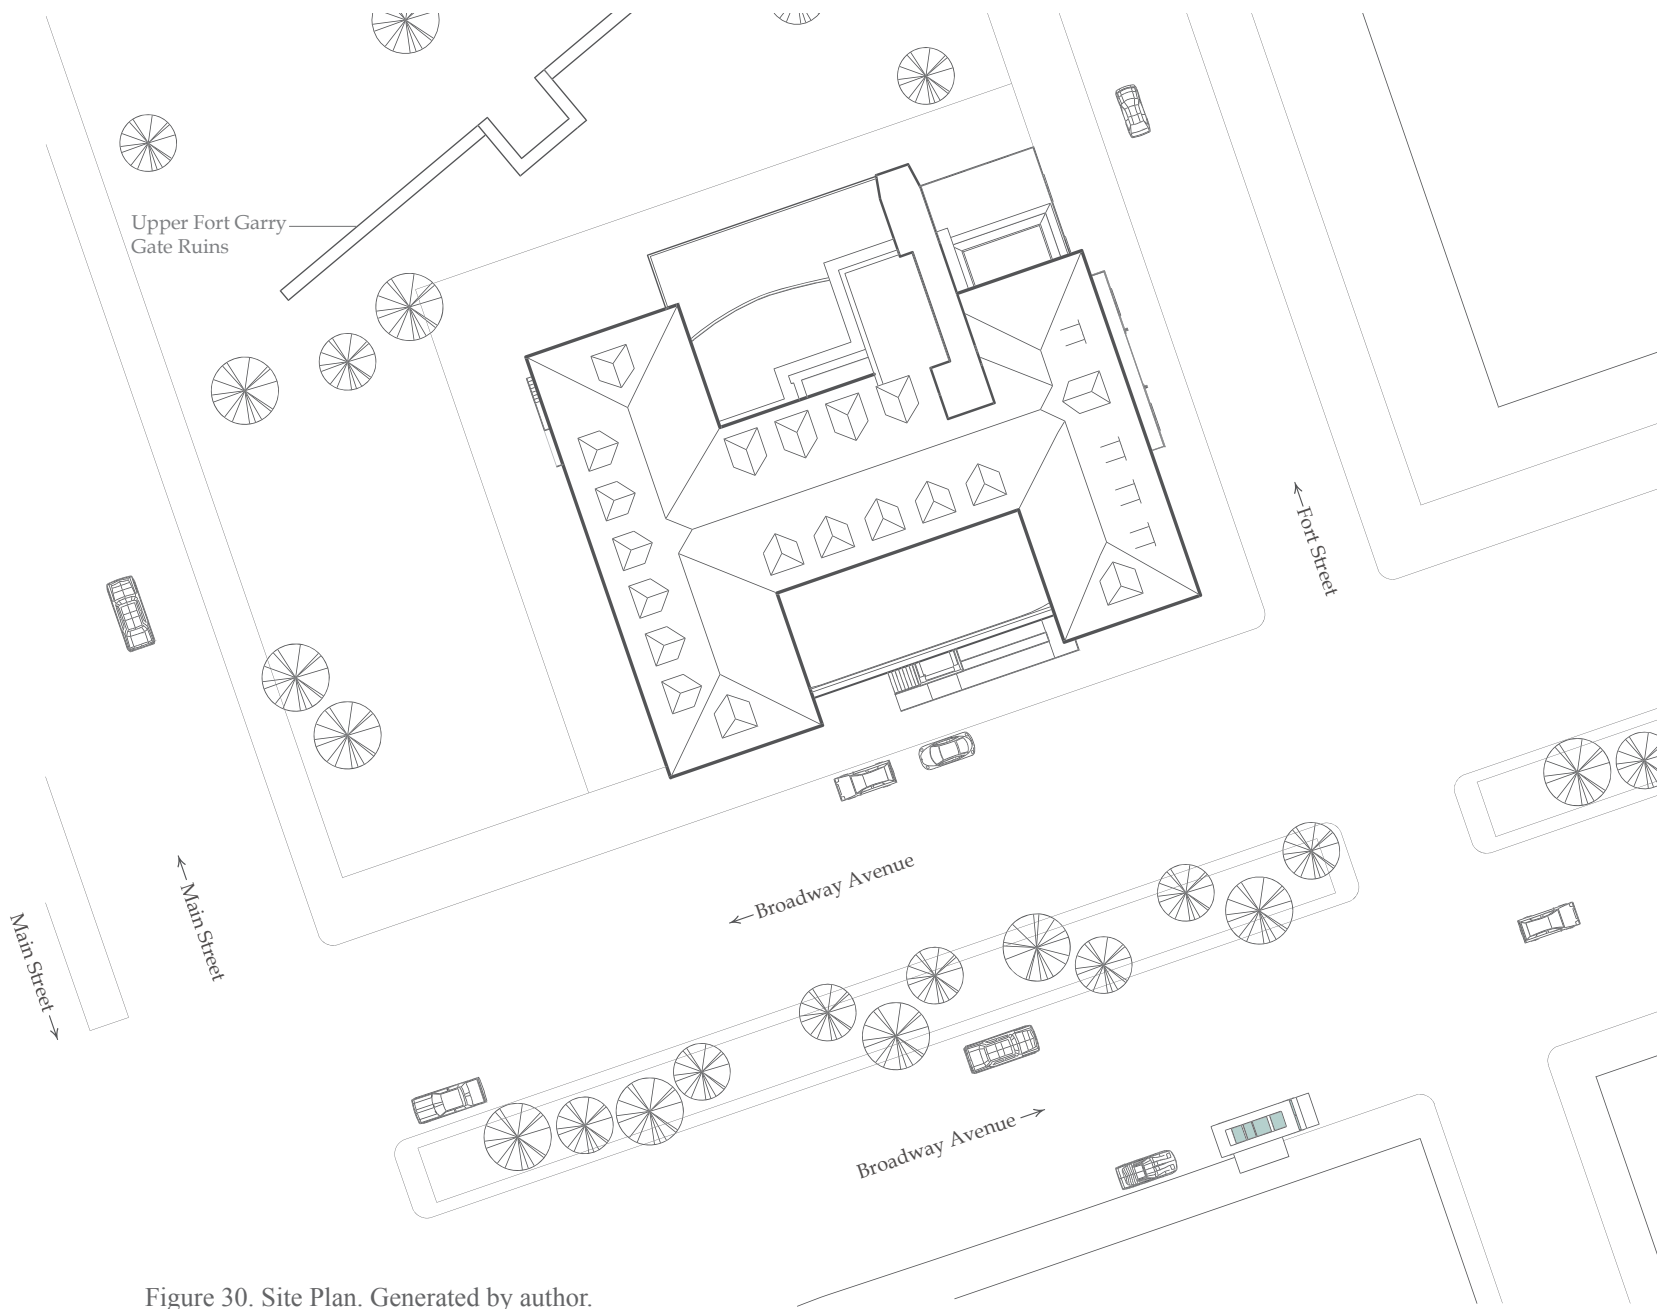 Upper Fort Garry
Gate Ruins
←Fort Street
←Broadway Avenue
←Main Street
Main Street→
Broadway Avenue→
Figure 30. Site Plan. Generated by author.